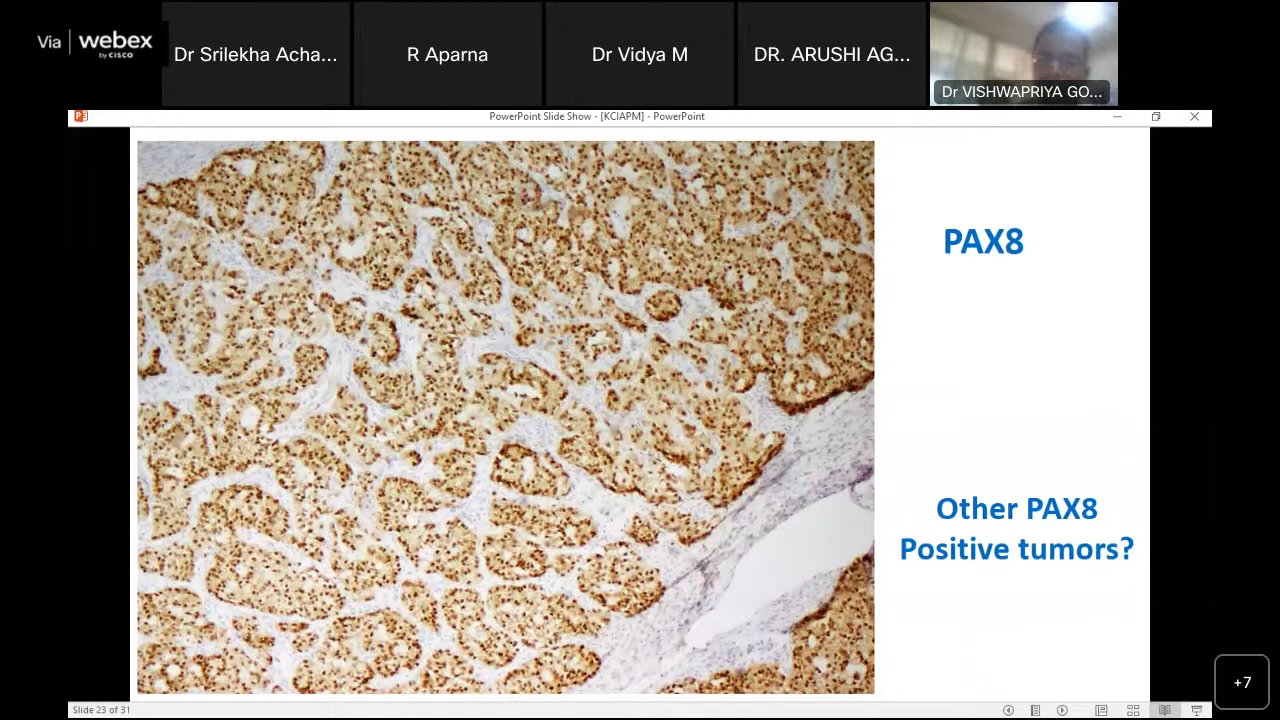 Via webex
by CISCO
Dr Srilekha Acha...
R Aparna
Dr Vidya M
DR. ARUSHI AG...
Dr VISHWAPRIYA GO...
PowerPoint Slide Show - [KCIAPM] - PowerPoint
PAX8
Other PAX8
Positive tumors?
Slide 23 of 31
+7